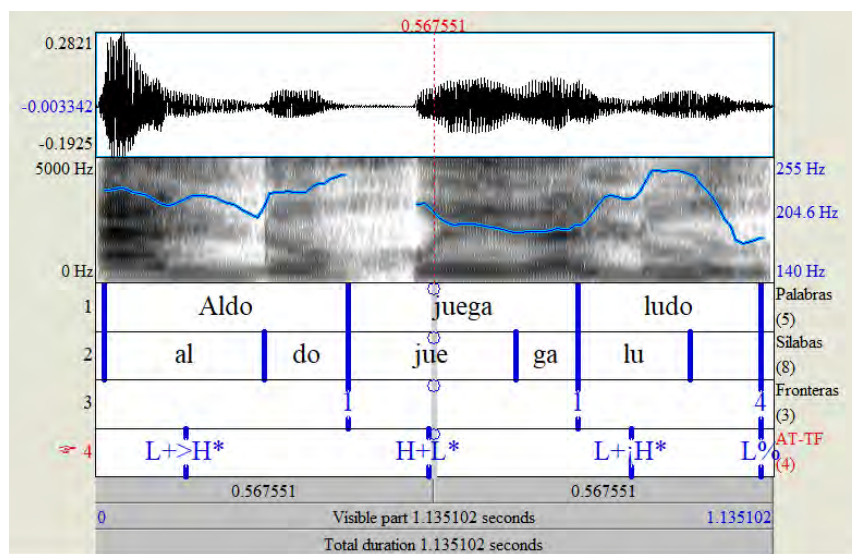 0.567551
0.2821
-0.003342
-0.1925
5000 Hz 255 Hz
204.6 Hz
0 Hz 140 Hz
1 Aldo juega ludo Palabras (5)
2 al do jue ga lu Sílabas (8)
3 1 1 4 Fronteras (3)
4 L+>H* H+L* L+¡H* L% AT-TF (4)
0.567551 0.567551
0 Visible part 1.135102 seconds 1.135102
Total duration 1.135102 seconds